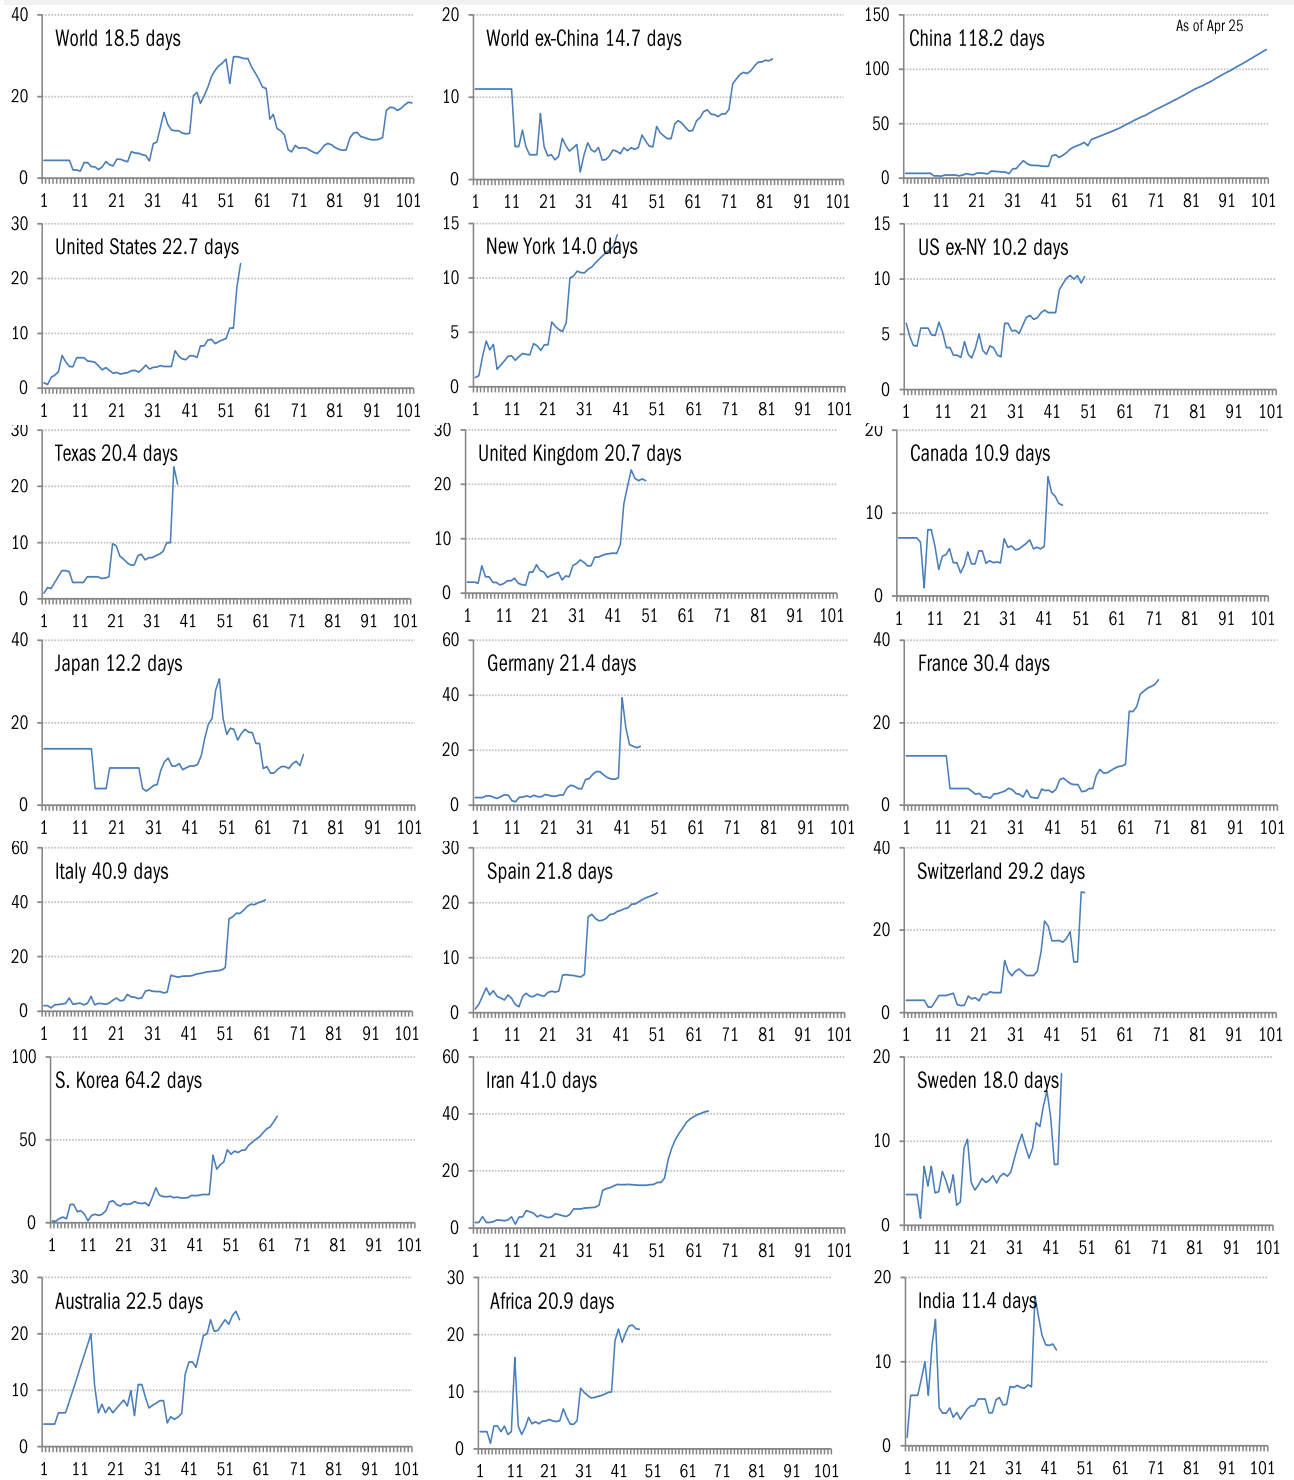 40
World 18.5 days
20
0
1 11 21 31 41 51 61 71 81 91 101
20
World ex-China 14.7 days
10
0
1 11 21 31 41 51 61 71 81 91 101
150
As of Apr 25
China 118.2 days
100
50
0
1 11 21 31 41 51 61 71 81 91 101
30
United States 22.7 days
20
10
0
1 11 21 31 41 51 61 71 81 91 101
15
New York 14.0 days
10
5
0
1 11 21 31 41 51 61 71 81 91 101
15
US ex-NY 10.2 days
10
5
0
1 11 21 31 41 51 61 71 81 91 101
30
Texas 20.4 days
20
10
0
1 11 21 31 41 51 61 71 81 91 101
30
United Kingdom 20.7 days
20
10
0
1 11 21 31 41 51 61 71 81 91 101
20
Canada 10.9 days
10
0
1 11 21 31 41 51 61 71 81 91 101
40
Japan 12.2 days
20
0
1 11 21 31 41 51 61 71 81 91 101
60
Germany 21.4 days
40
20
0
1 11 21 31 41 51 61 71 81 91 101
40
France 30.4 days
20
0
1 11 21 31 41 51 61 71 81 91 101
60
Italy 40.9 days
40
20
0
1 11 21 31 41 51 61 71 81 91 101
30
Spain 21.8 days
20
10
0
1 11 21 31 41 51 61 71 81 91 101
40
Switzerland 29.2 days
20
0
1 11 21 31 41 51 61 71 81 91 101
100
S. Korea 64.2 days
50
0
1 11 21 31 41 51 61 71 81 91 101
60
Iran 41.0 days
40
20
0
1 11 21 31 41 51 61 71 81 91 101
20
Sweden 18.0 days
10
0
1 11 21 31 41 51 61 71 81 91 101
30
Australia 22.5 days
20
10
0
1 11 21 31 41 51 61 71 81 91 101
30
Africa 20.9 days
20
10
0
1 11 21 31 41 51 61 71 81 91 101
20
India 11.4 days
10
0
1 11 21 31 41 51 61 71 81 91 101